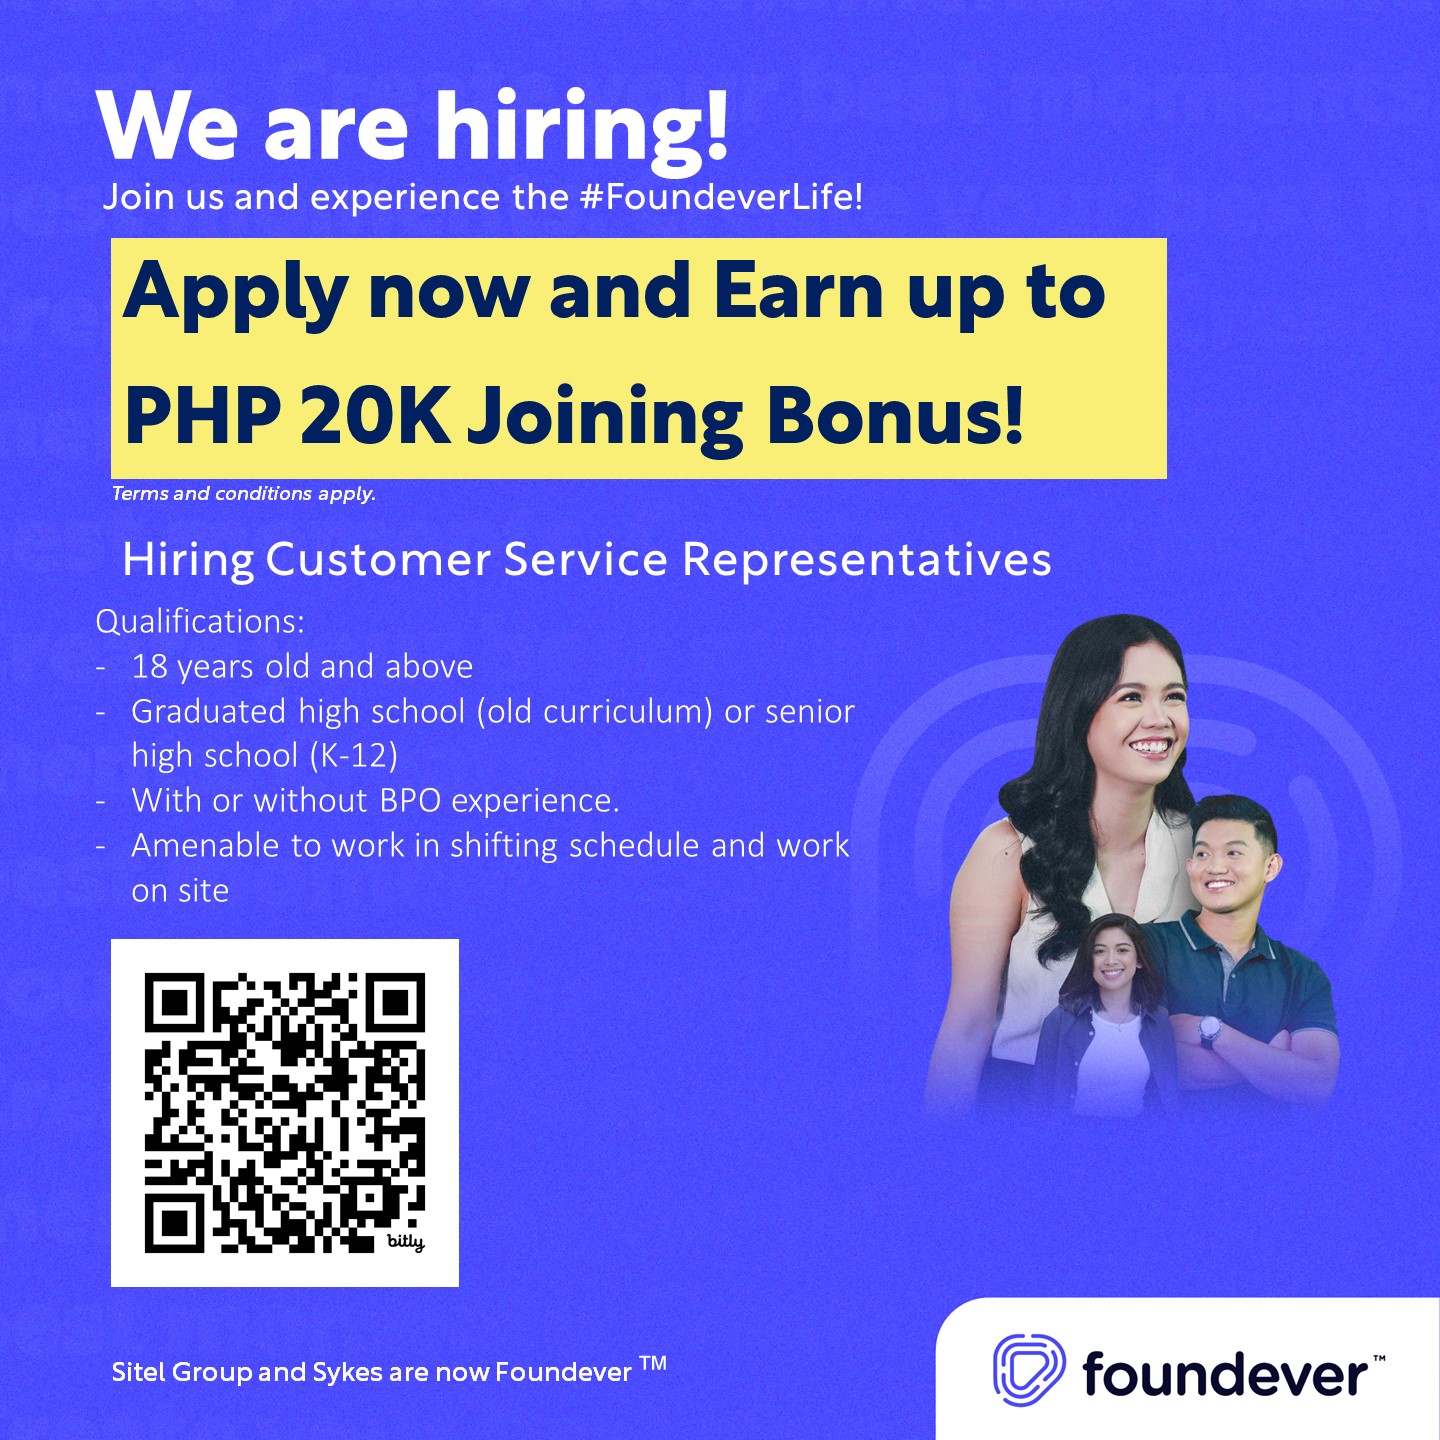 We are hiring!
Join us and experience the #FoundeverLife!
Apply now and Earn up to
PHP 20K Joining Bonus!
Terms and conditions apply.
Hiring Customer Service Representatives
Qualifications:
- 18 years old and above
- Graduated high school (old curriculum) or senior
high school (K-12)
- With or without BPO experience.
- Amenable to work in shifting schedule and work
on site
bitly
Sitel Group and Sykes are now Foundever TM
foundever™